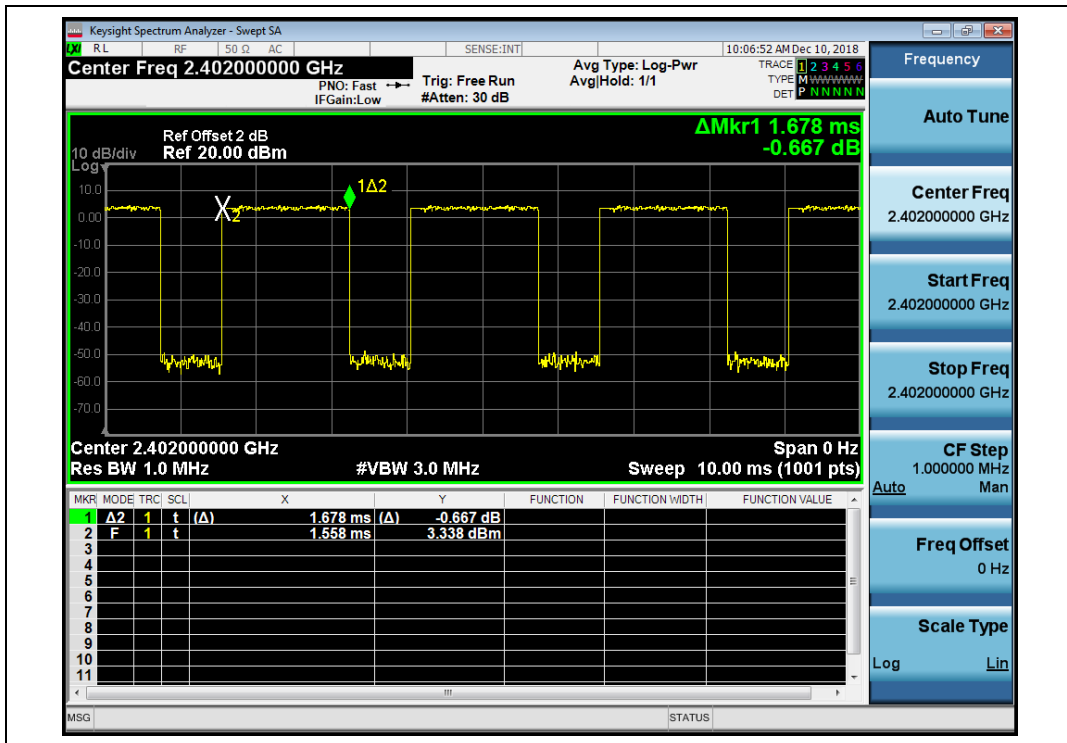 Keysight Spectrum Analyzer - Swept SA
LXI RL RF 50 Ω AC SENSE:INT 10:06:52 AM Dec 10, 2018
Center Freq 2.402000000 GHz
PNO: Fast
IFGain:Low
Trig: Free Run
#Atten: 30 dB
Avg Type: Log-Pwr
Avg|Hold: 1/1
TRACE 1 2 3 4 5 6
TYPE M W W W W W
DET P N N N N N
Ref Offset 2 dB
10 dB/div Ref 20.00 dBm
ΔMkr1 1.678 ms
-0.667 dB
Log
10.0
0.00
-10.0
-20.0
-30.0
-40.0
-50.0
-60.0
-70.0
1Δ2
X2
Center 2.402000000 GHz Span 0 Hz
Res BW 1.0 MHz #VBW 3.0 MHz Sweep 10.00 ms (1001 pts)
MKR MODE TRC SCL X Y FUNCTION FUNCTION WIDTH FUNCTION VALUE
1 Δ2 1 t (Δ) 1.678 ms (Δ) -0.667 dB
2 F 1 t 1.558 ms 3.338 dBm
3
4
5
6
7
8
9
10
11
MSG STATUS
Frequency
Auto Tune
Center Freq
2.402000000 GHz
Start Freq
2.402000000 GHz
Stop Freq
2.402000000 GHz
CF Step
1.000000 MHz
Auto Man
Freq Offset
0 Hz
Scale Type
Log Lin